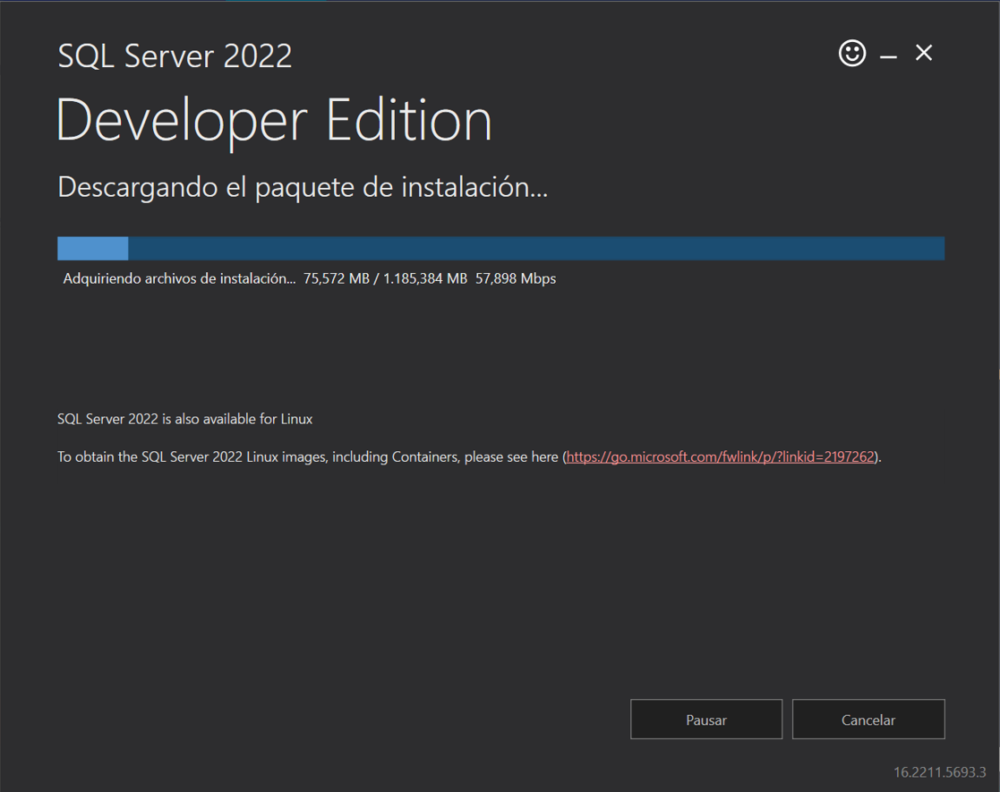 SQL Server 2022
Developer Edition
Descargando el paquete de instalación...
Adquiriendo archivos de instalación... 75,572 MB / 1.185,384 MB 57,898 Mbps
SQL Server 2022 is also available for Linux
To obtain the SQL Server 2022 Linux images, including Containers, please see here (https://go.microsoft.com/fwlink/p/?linkid=2197262).
Pausar
Cancelar
16.2211.5693.3